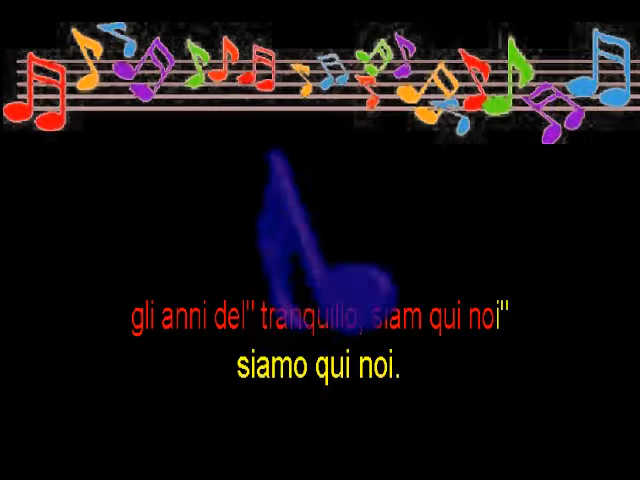 gli anni del" tranquillo, siam qui noi"
siamo qui noi.